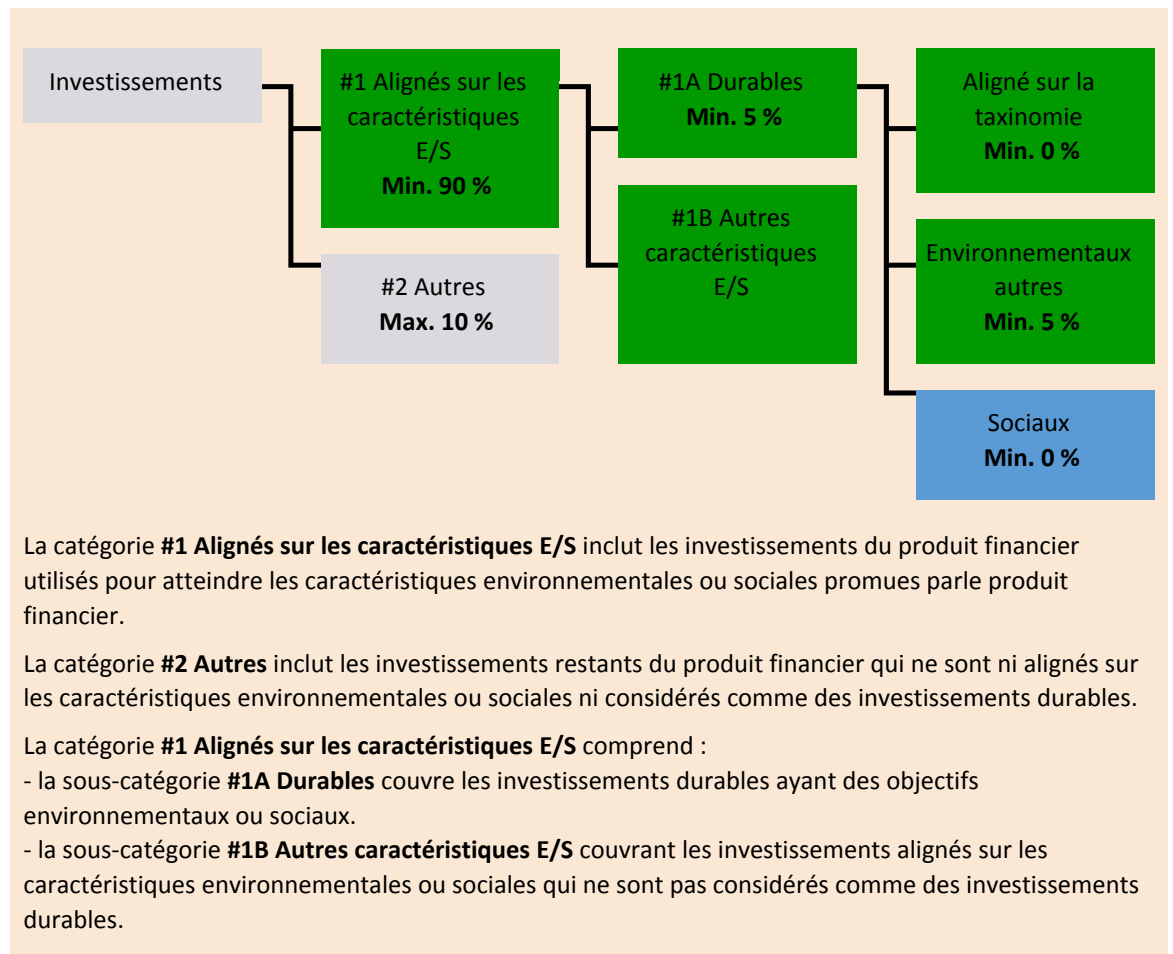 Investissements
#1 Alignés sur les
caractéristiques
E/S
Min. 90 %
#2 Autres
Max. 10 %
#1A Durables
Min. 5 %
#1B Autres
caractéristiques
E/S
Aligné sur la
taxinomie
Min. 0 %
Environnementaux
autres
Min. 5 %
Sociaux
Min. 0 %
La catégorie #1 Alignés sur les caractéristiques E/S inclut les investissements du produit financier
utilisés pour atteindre les caractéristiques environnementales ou sociales promues parle produit
financier.
La catégorie #2 Autres inclut les investissements restants du produit financier qui ne sont ni alignés sur
les caractéristiques environnementales ou sociales ni considérés comme des investissements durables.
La catégorie #1 Alignés sur les caractéristiques E/S comprend :
- la sous-catégorie #1A Durables couvre les investissements durables ayant des objectifs
environnementaux ou sociaux.
- la sous-catégorie #1B Autres caractéristiques E/S couvrant les investissements alignés sur les
caractéristiques environnementales ou sociales qui ne sont pas considérés comme des investissements
durables.